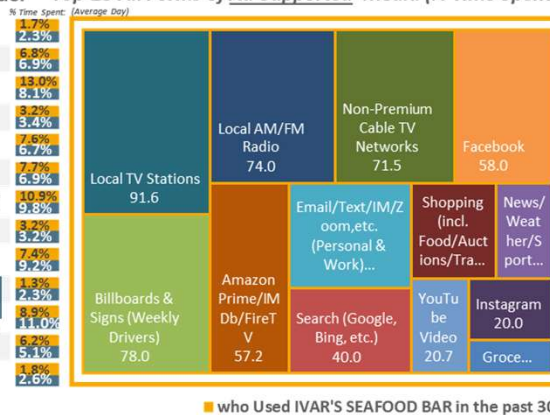 % Time Spent: (Average Day)
1.7%
2.3%
6.8%
6.9%
13.0%
8.1%
3.2%
3.4%
7.6%
6.7%
7.7%
6.9%
10.9%
9.8%
3.2%
3.2%
7.4%
9.2%
1.3%
2.3%
8.9%
11.0%
6.2%
5.1%
1.8%
2.6%
Local TV Stations
91.6
Billboards &
Signs (Weekly
Drivers)
78.0
Local AM/FM
Radio
74.0
Non-Premium
Cable TV
Networks
71.5
Facebook
58.0
Amazon
Prime/IM
Db/FireT
V
57.2
Email/Text/IM/Z
oom,etc.
(Personal &
Work)...
Search (Google,
Bing, etc.)
40.0
Shopping
(incl.
Food/Auct
ions/Tra...
News/
Weat
her/S
port...
YouTu
be
Video
20.7
Instagram
20.0
Groce...
who Used IVAR'S SEAFOOD BAR in the past 30